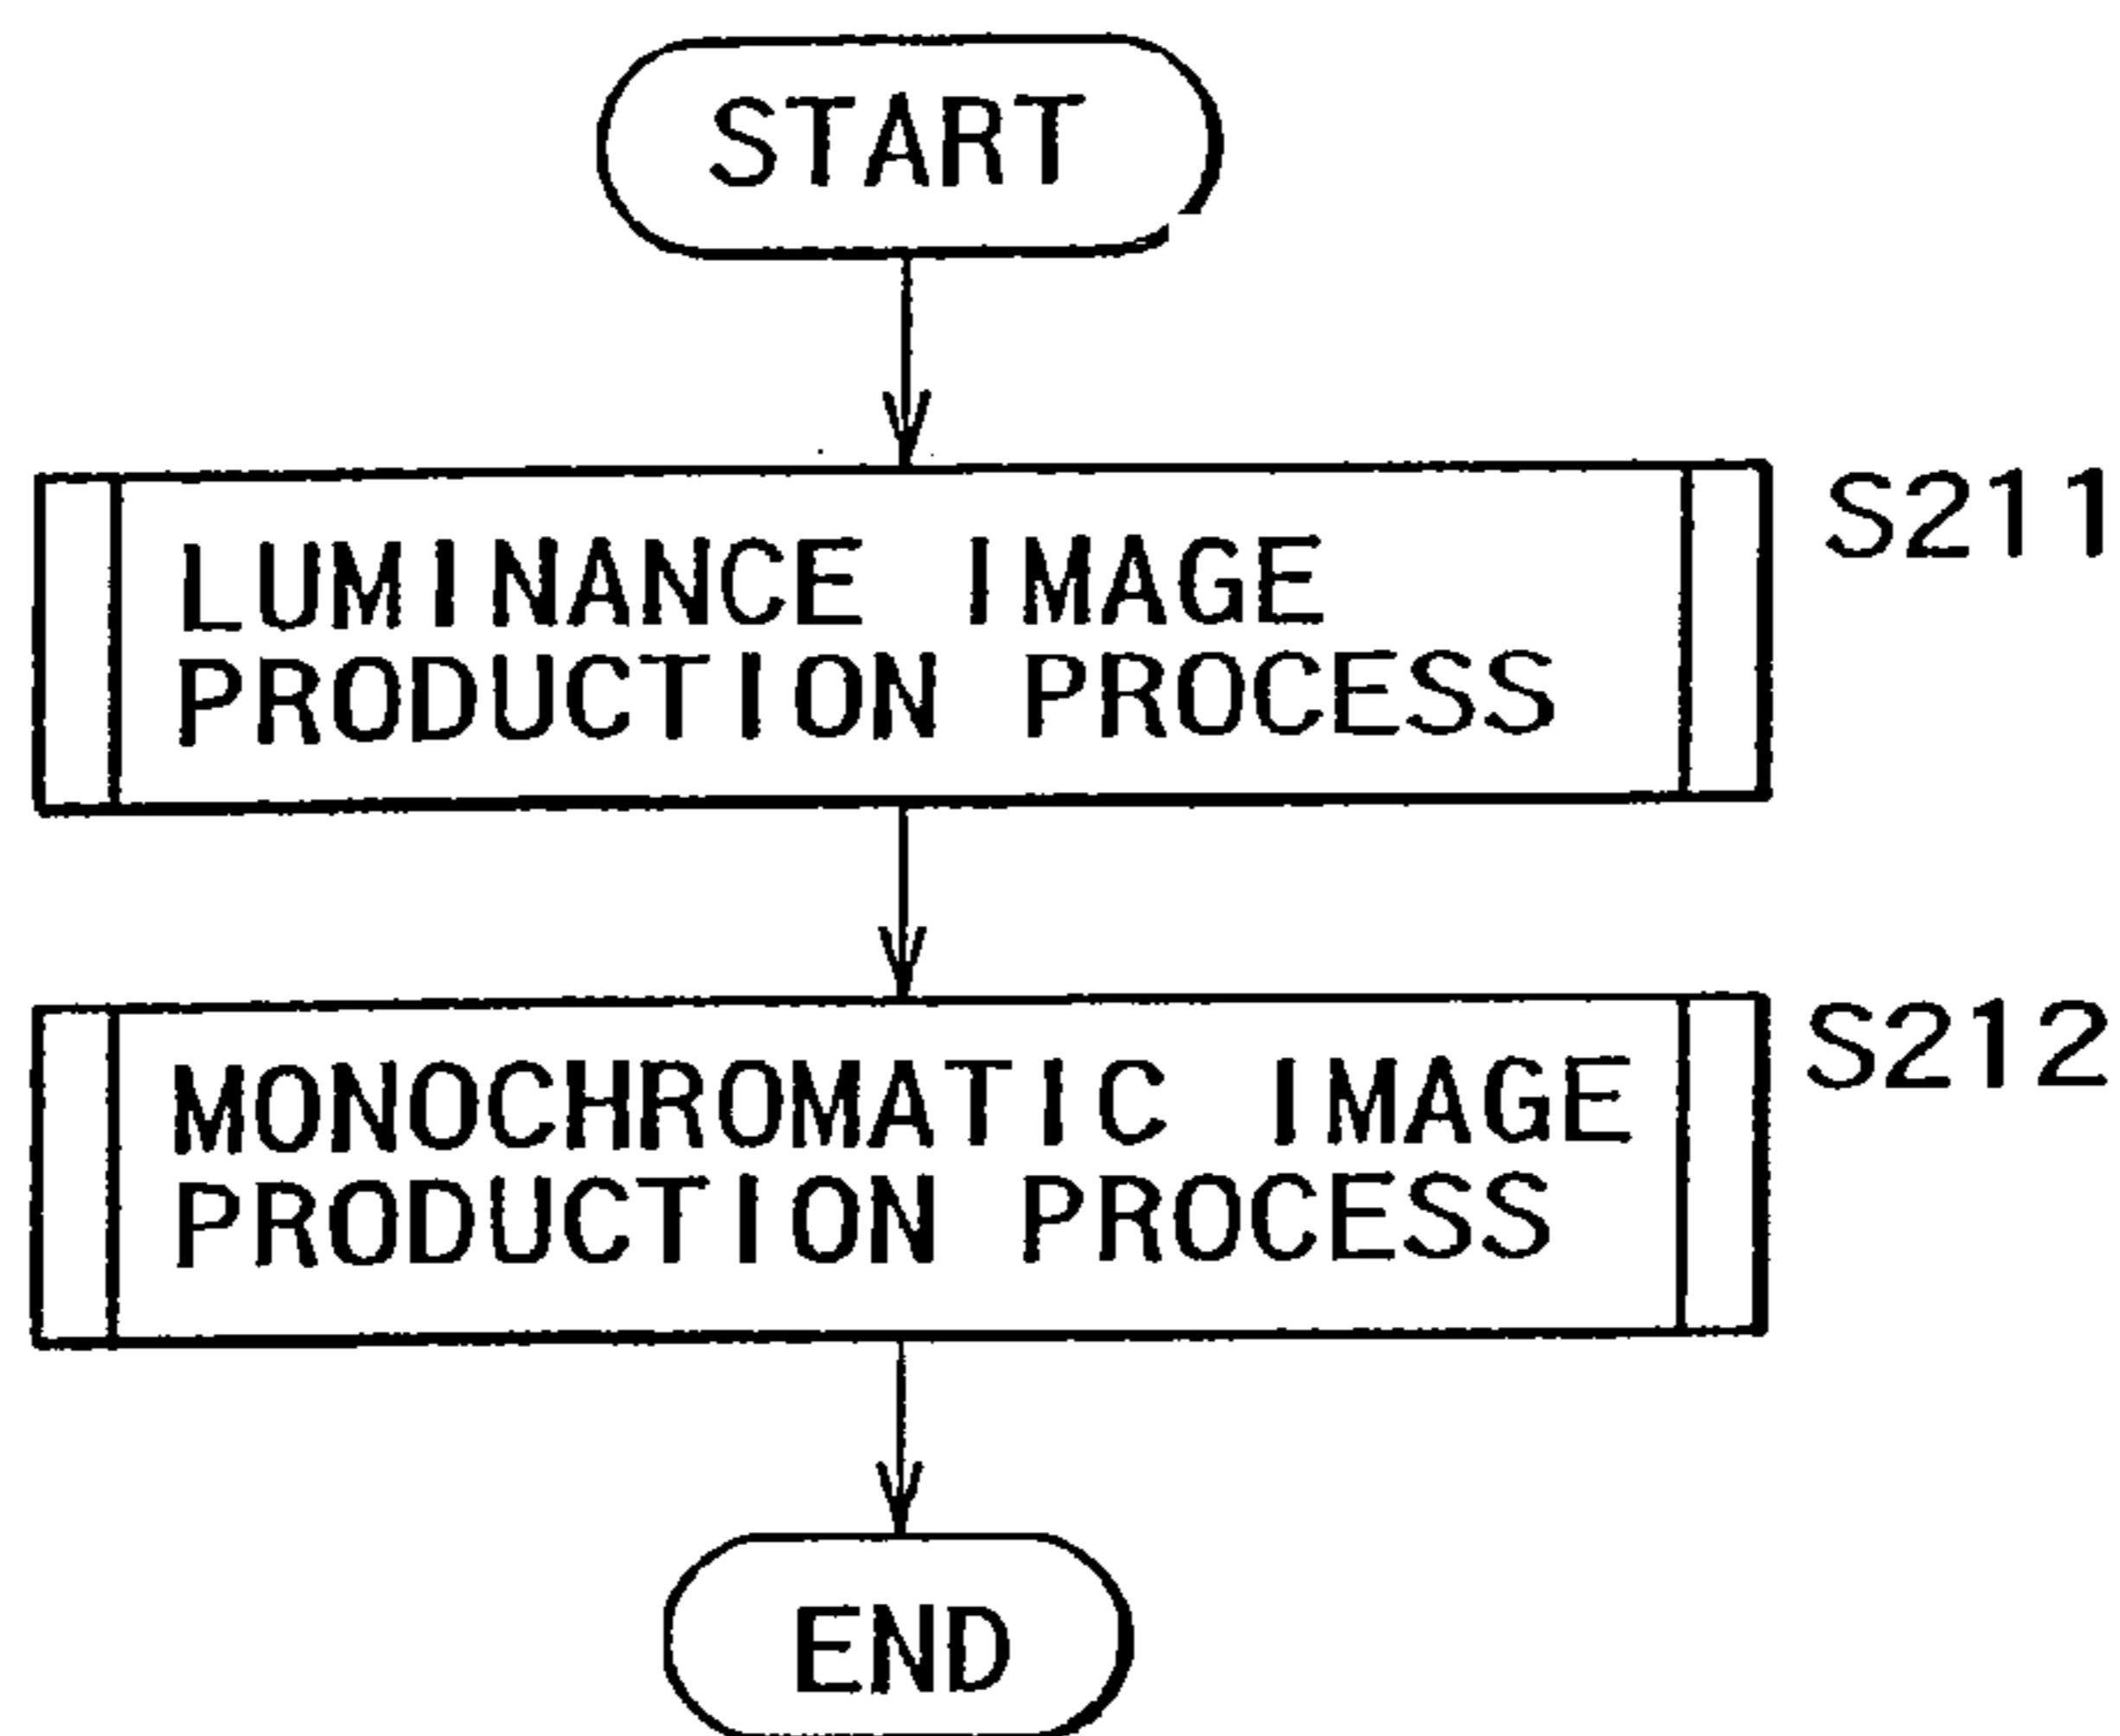 START
S211
LUMINANCE IMAGE
PRODUCTION PROCESS
S212
MONOCHROMATIC IMAGE
PRODUCTION PROCESS
END